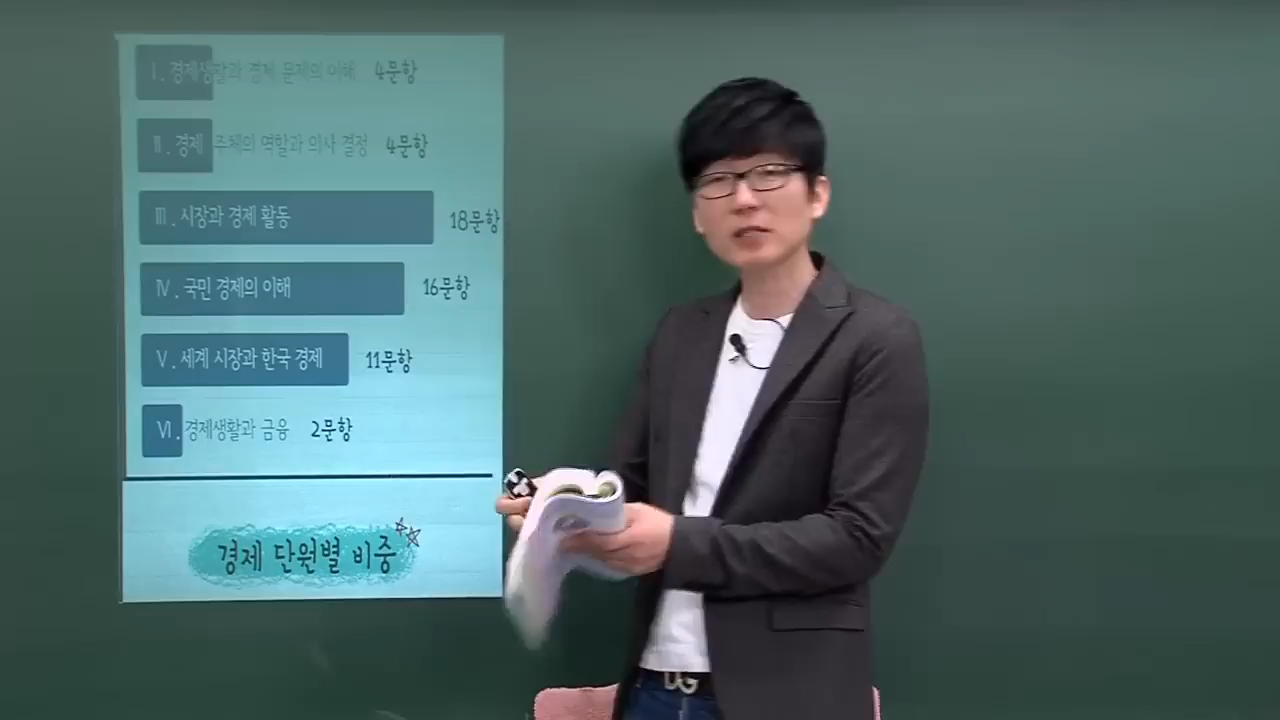 Ⅰ. 경제생활과 경제 문제의 이해 4문항
Ⅱ. 경제 주체의 역할과 의사 결정 4문항
Ⅲ. 시장과 경제 활동 18문항
Ⅳ. 국민 경제의 이해 16문항
Ⅴ. 세계 시장과 한국 경제 11문항
Ⅵ. 경제생활과 금융 2문항
경제 단원별 비중
DG